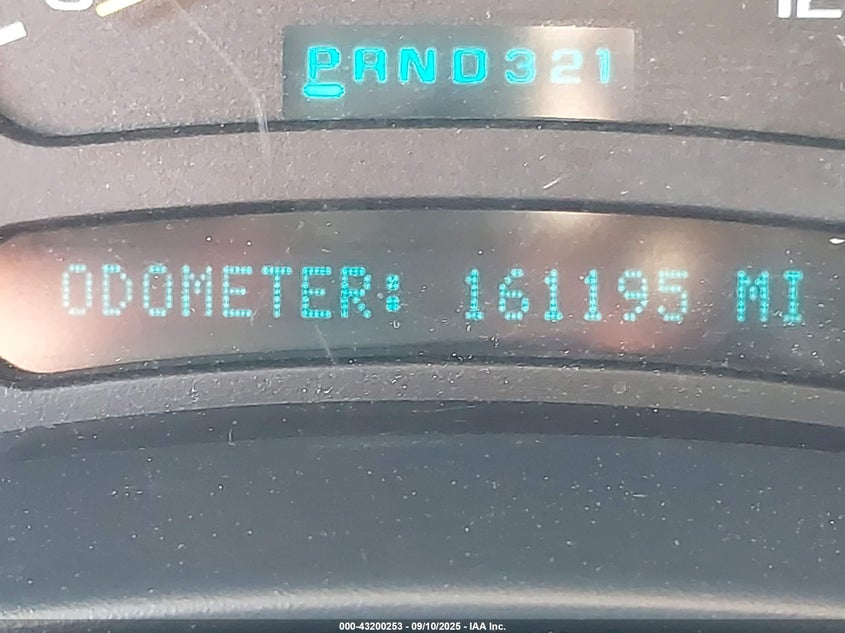 PRND321
ODOMETER: 161195 MI
000-43200253 - 09/10/2025 - IAA Inc.